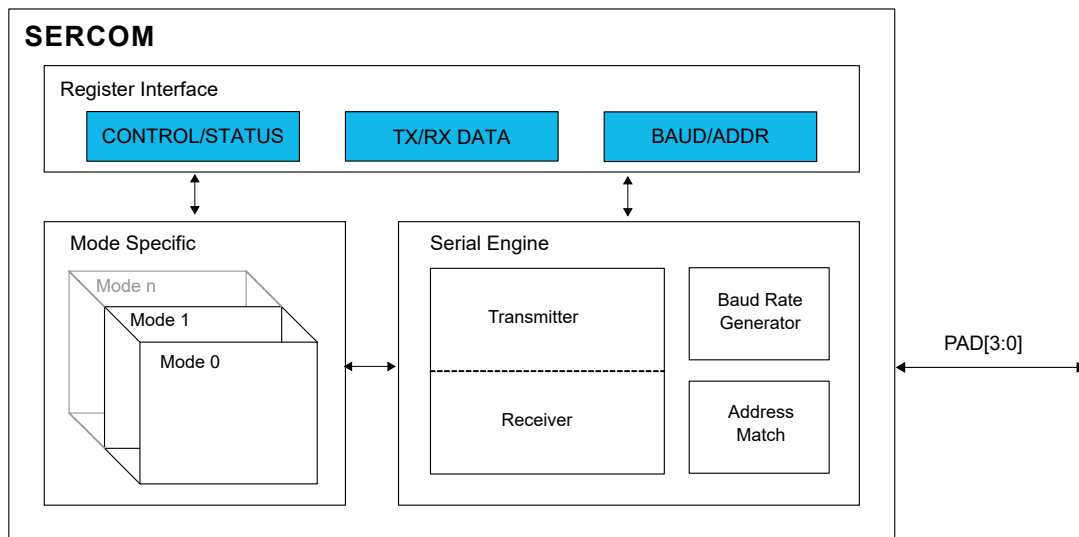 SERCOM
Register Interface
CONTROL/STATUS
TX/RX DATA
BAUD/ADDR
Mode Specific
Mode n
Mode 1
Mode 0
Serial Engine
Transmitter
Receiver
Baud Rate
Generator
Address
Match
PAD[3:0]